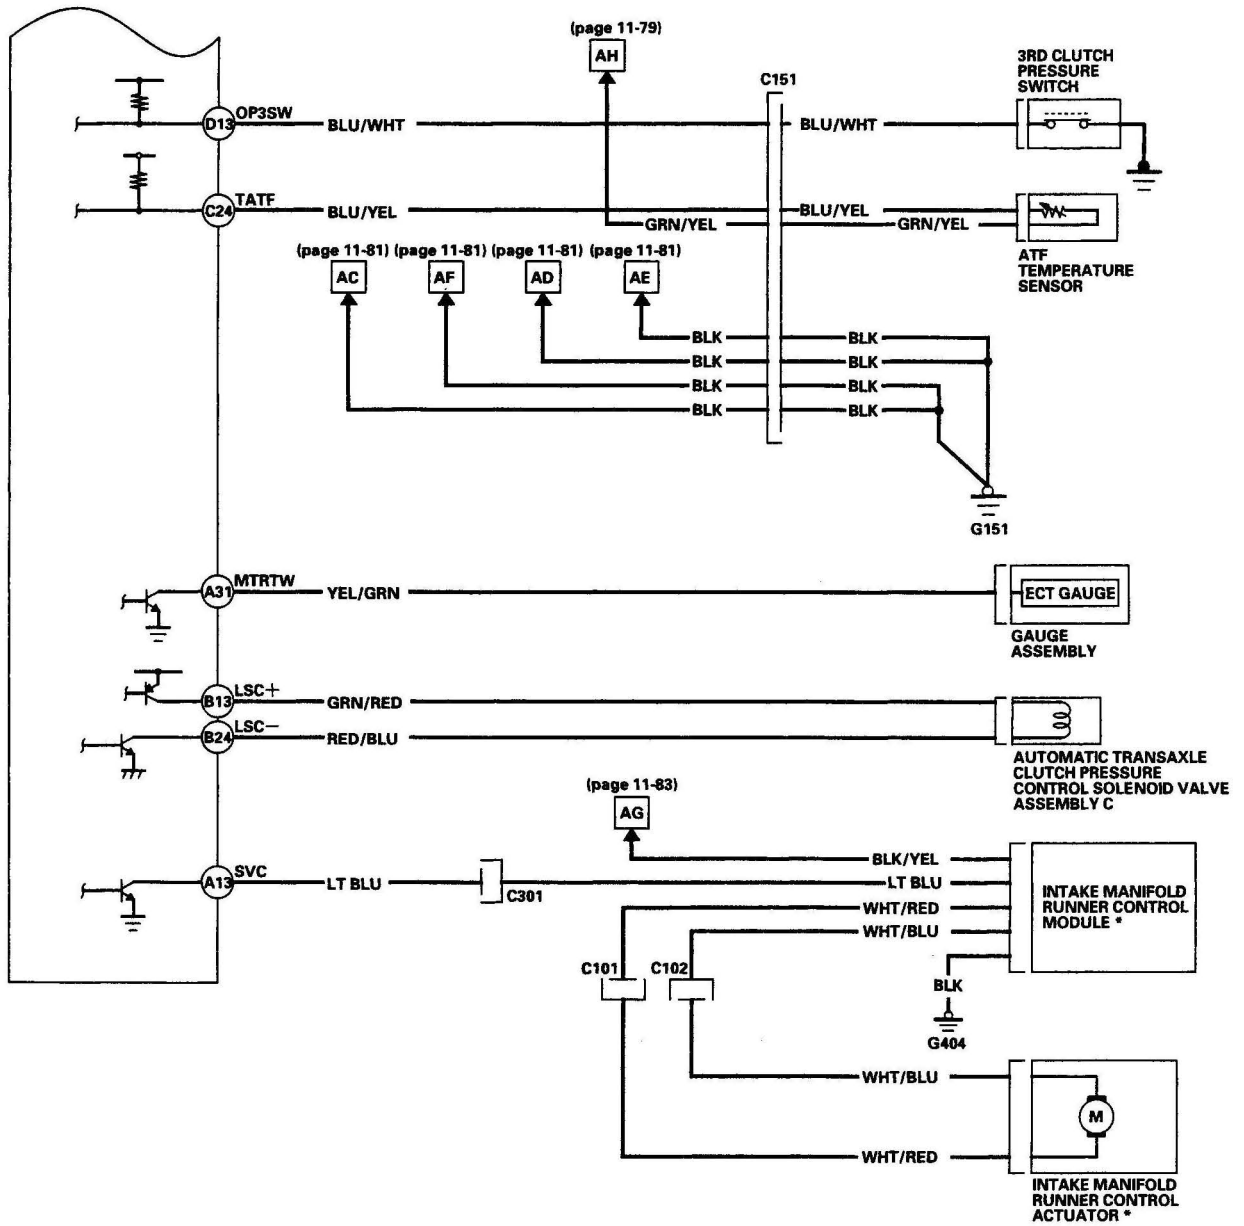 (page 11-79)
AH
C151
3RD CLUTCH
PRESSURE
SWITCH
D13
OP3SW
BLU/WHT
BLU/WHT
C24
TATF
BLU/YEL
BLU/YEL
GRN/YEL
GRN/YEL
ATF
TEMPERATURE
SENSOR
(page 11-81) (page 11-81) (page 11-81) (page 11-81)
AC
AF
AD
AE
BLK
BLK
BLK
BLK
BLK
BLK
BLK
BLK
G151
A31
MTRTW
YEL/GRN
ECT GAUGE
GAUGE
ASSEMBLY
B13
LSC+
GRN/RED
B24
LSC−
RED/BLU
AUTOMATIC TRANSAXLE
CLUTCH PRESSURE
CONTROL SOLENOID VALVE
ASSEMBLY C
(page 11-83)
AG
BLK/YEL
A13
SVC
LT BLU
C301
LT BLU
WHT/RED
WHT/BLU
INTAKE MANIFOLD
RUNNER CONTROL
MODULE *
C101
C102
BLK
G404
WHT/BLU
M
WHT/RED
INTAKE MANIFOLD
RUNNER CONTROL
ACTUATOR *